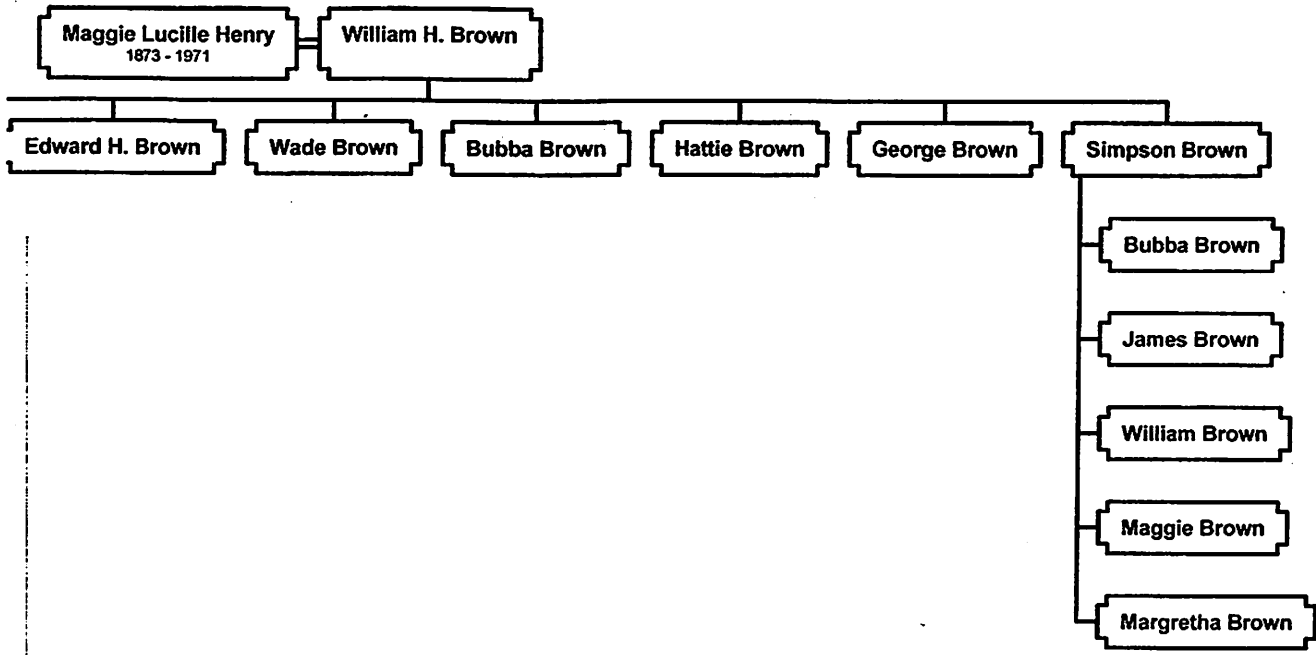 Maggie Lucille Henry
1873 - 1971
William H. Brown
Edward H. Brown
Wade Brown
Bubba Brown
Hattie Brown
George Brown
Simpson Brown
Bubba Brown
James Brown
William Brown
Maggie Brown
Margretha Brown